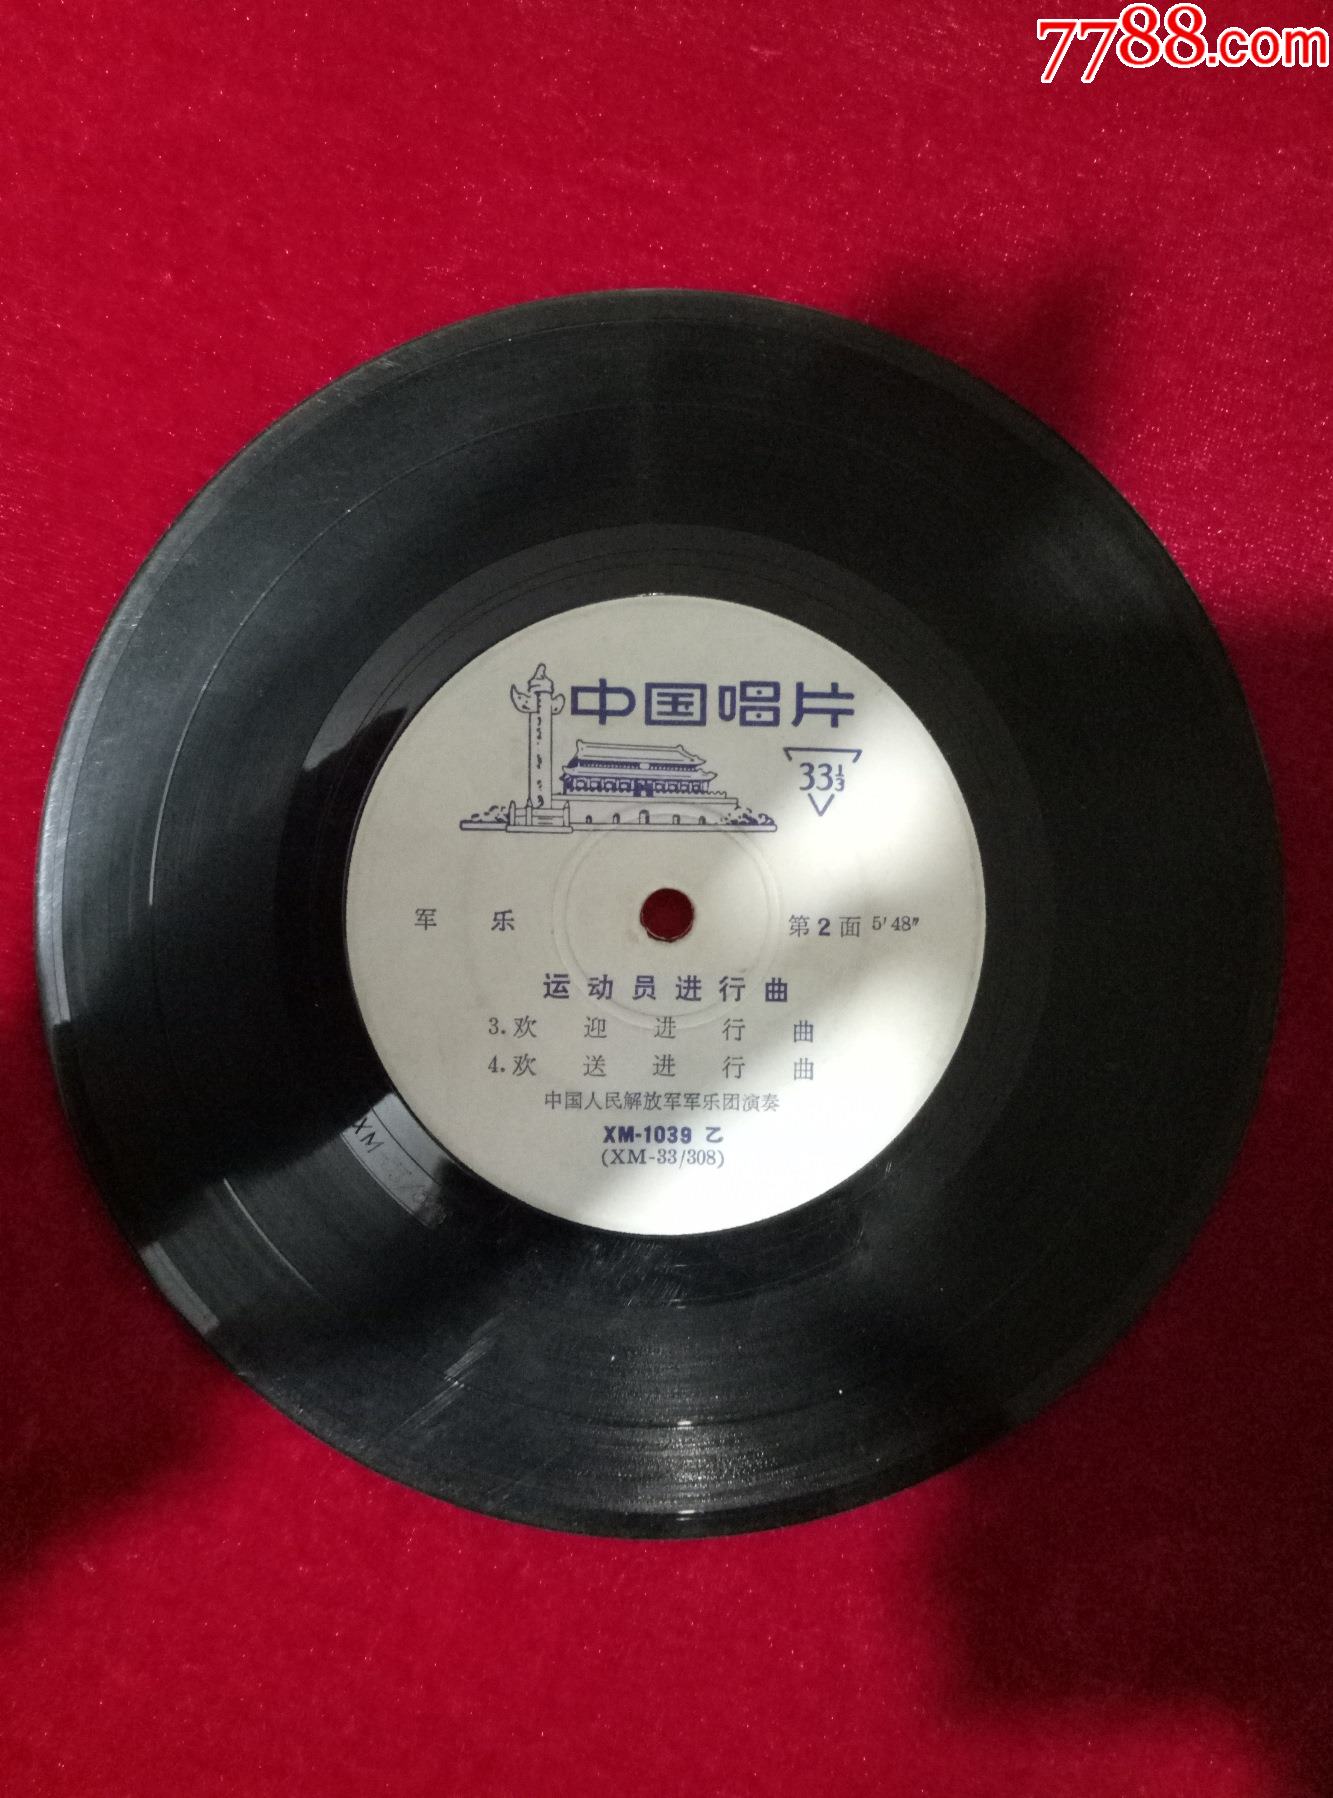 7788.com
中国唱片
33⅓
军乐 第2面 5′48″
运动员进行曲
3.欢迎进行曲
4.欢送进行曲
中国人民解放军军乐团演奏
XM-1039 乙
(XM-33/308)